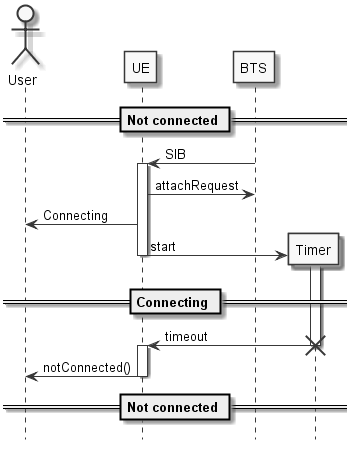 User
UE
BTS
Not connected
SIB
attachRequest
Connecting
start
Timer
Connecting
timeout
notConnected()
Not connected